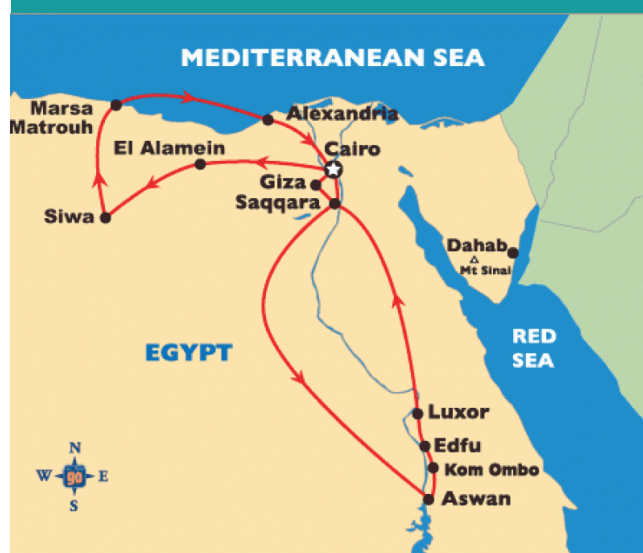 MEDITERRANEAN SEA
Marsa
Matrouh
Alexandria
El Alamein
Cairo
Giza
Saqqara
Siwa
Dahab
Mt Sinai
RED
SEA
EGYPT
Luxor
Edfu
Kom Ombo
Aswan
N
W
go
E
S